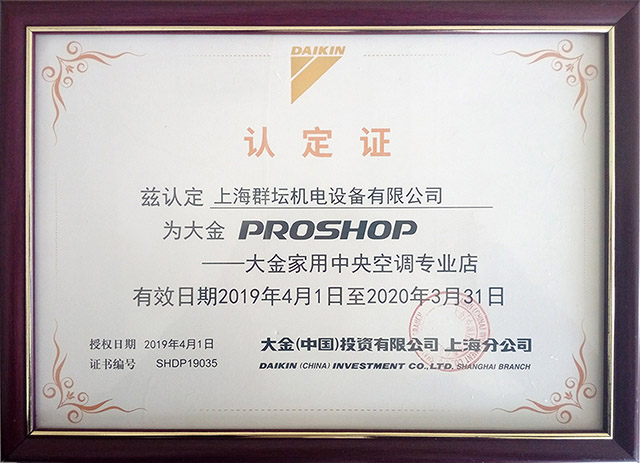 DAIKIN
认定证
兹认定 上海群坛机电设备有限公司
为大金 PROSHOP
——大金家用中央空调专业店
有效日期2019年4月1日至2020年3月31日
授权日期 2019年4月1日
证书编号 SHDP19035
大金(中国)投资有限公司 上海分公司
DAIKIN (CHINA) INVESTMENT CO., LTD. SHANGHAI BRANCH